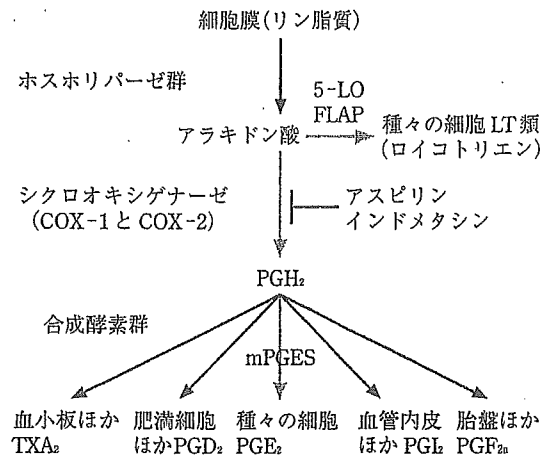 細胞膜(リン脂質)
ホスホリパーゼ群
5-LO
FLAP
アラキドン酸
種々の細胞LT類
(ロイコトリエン)
シクロオキシゲナーゼ
(COX-1とCOX-2)
アスピリン
インドメタシン
PGH₂
合成酵素群
mPGES
血小板ほか
TXA₂
肥満細胞
ほかPGD₂
種々の細胞
PGE₂
血管内皮
ほかPGI₂
胎盤ほか
PGF₂ₙ